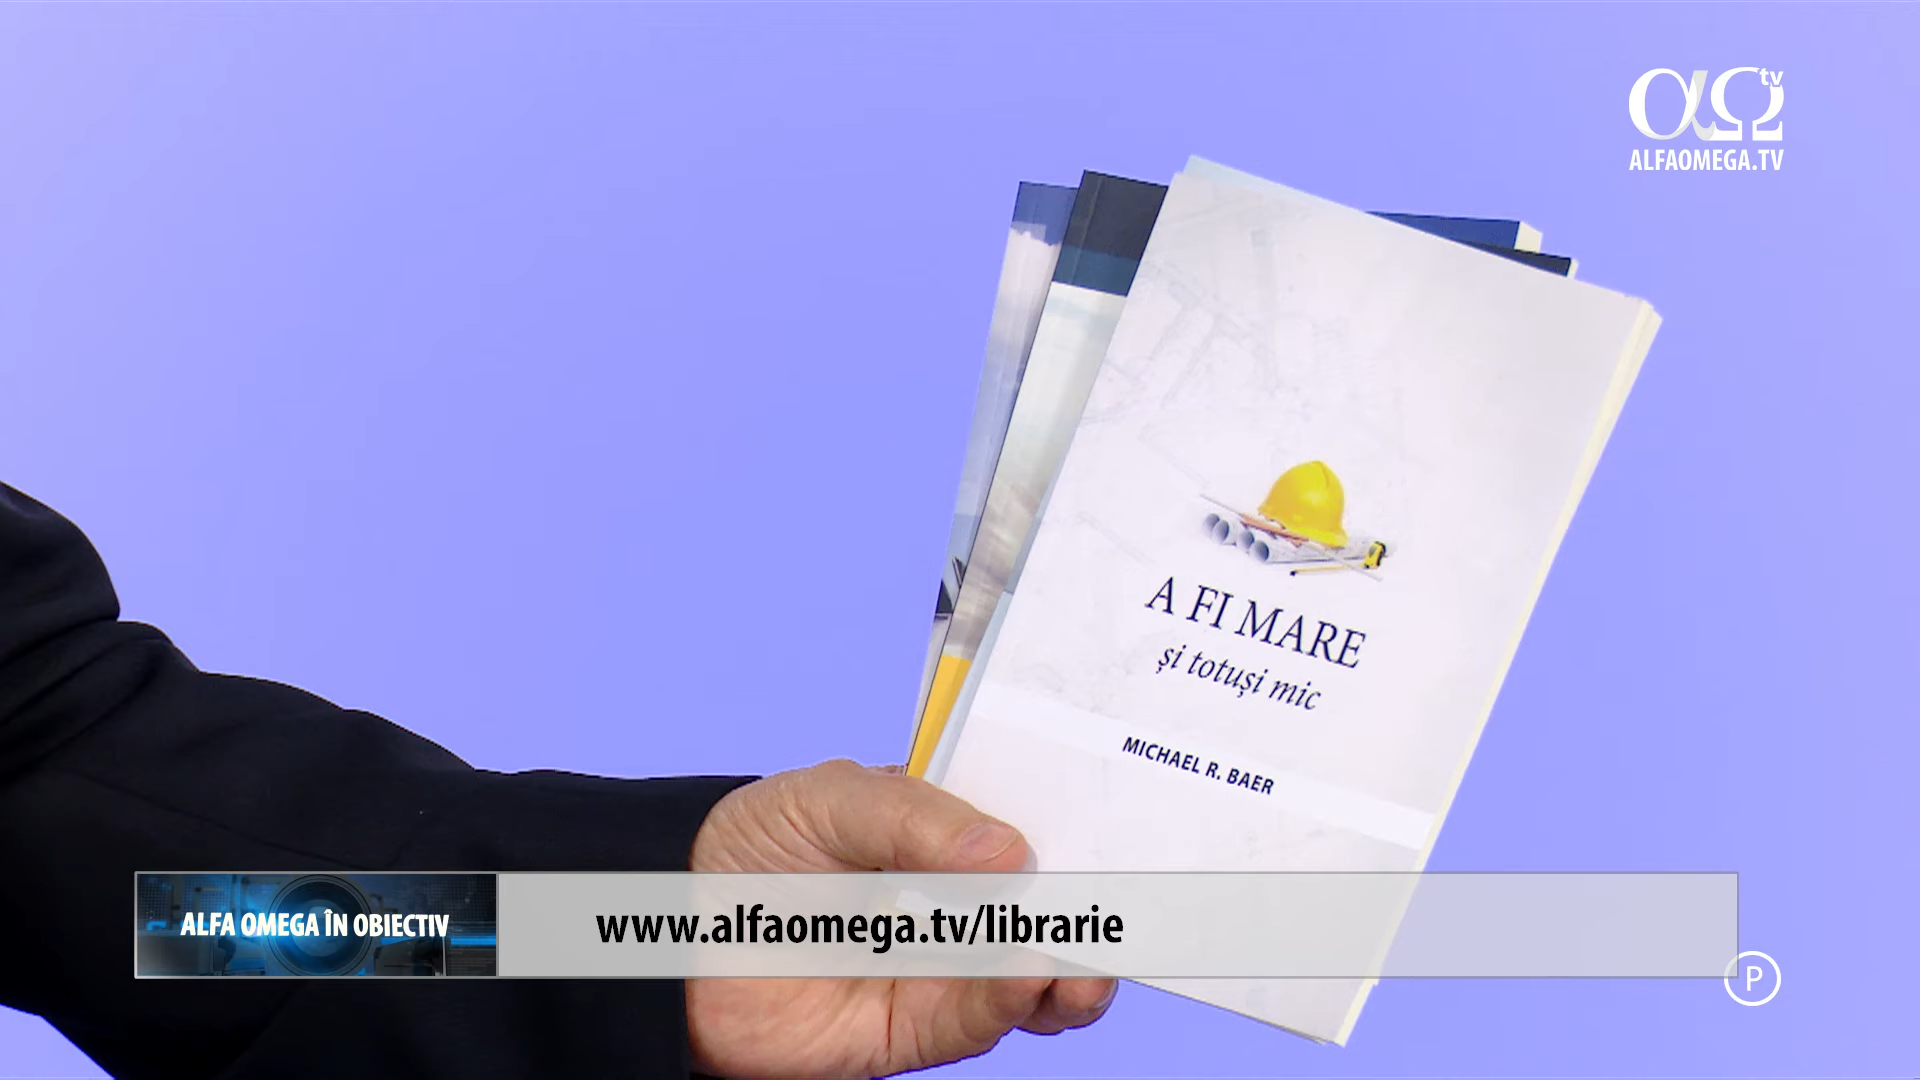 tv
αΩ
ALFAOMEGA.TV
A FI MARE
și totuși mic
MICHAEL R. BAER
ALFA OMEGA ÎN OBIECTIV
www.alfaomega.tv/librarie
P